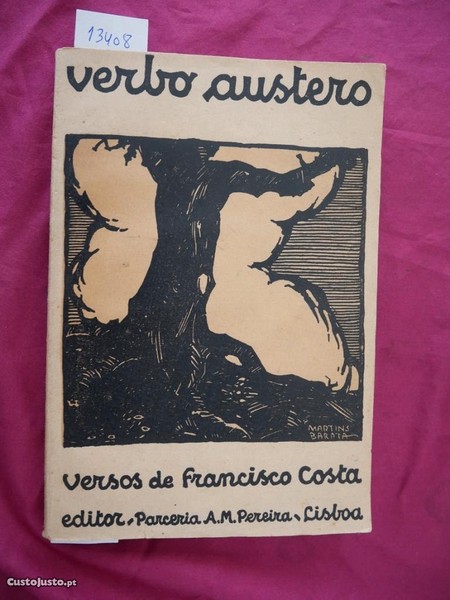 13408
verbo austero
MARTINS
BARATA
versos de Francisco Costa
editor - Parceria A.M. Pereira - Lisboa
CustoJusto.pt